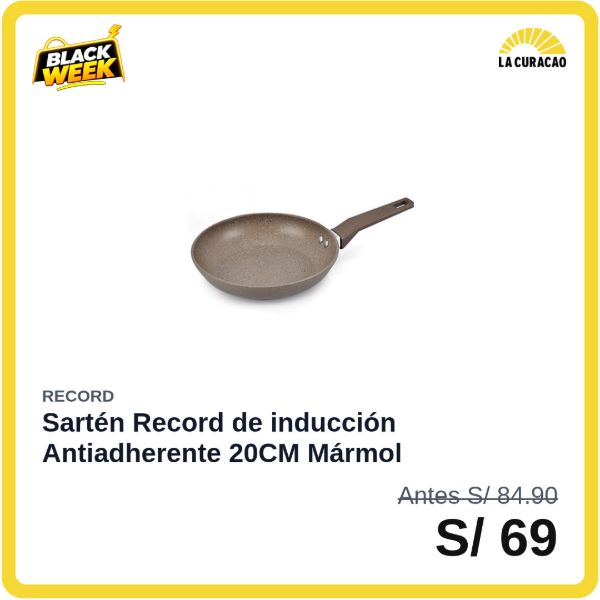 BLACK
WEEK
LA CURACAO
RECORD
Sartén Record de inducción
Antiadherente 20CM Mármol
Antes S/ 84.90
S/ 69